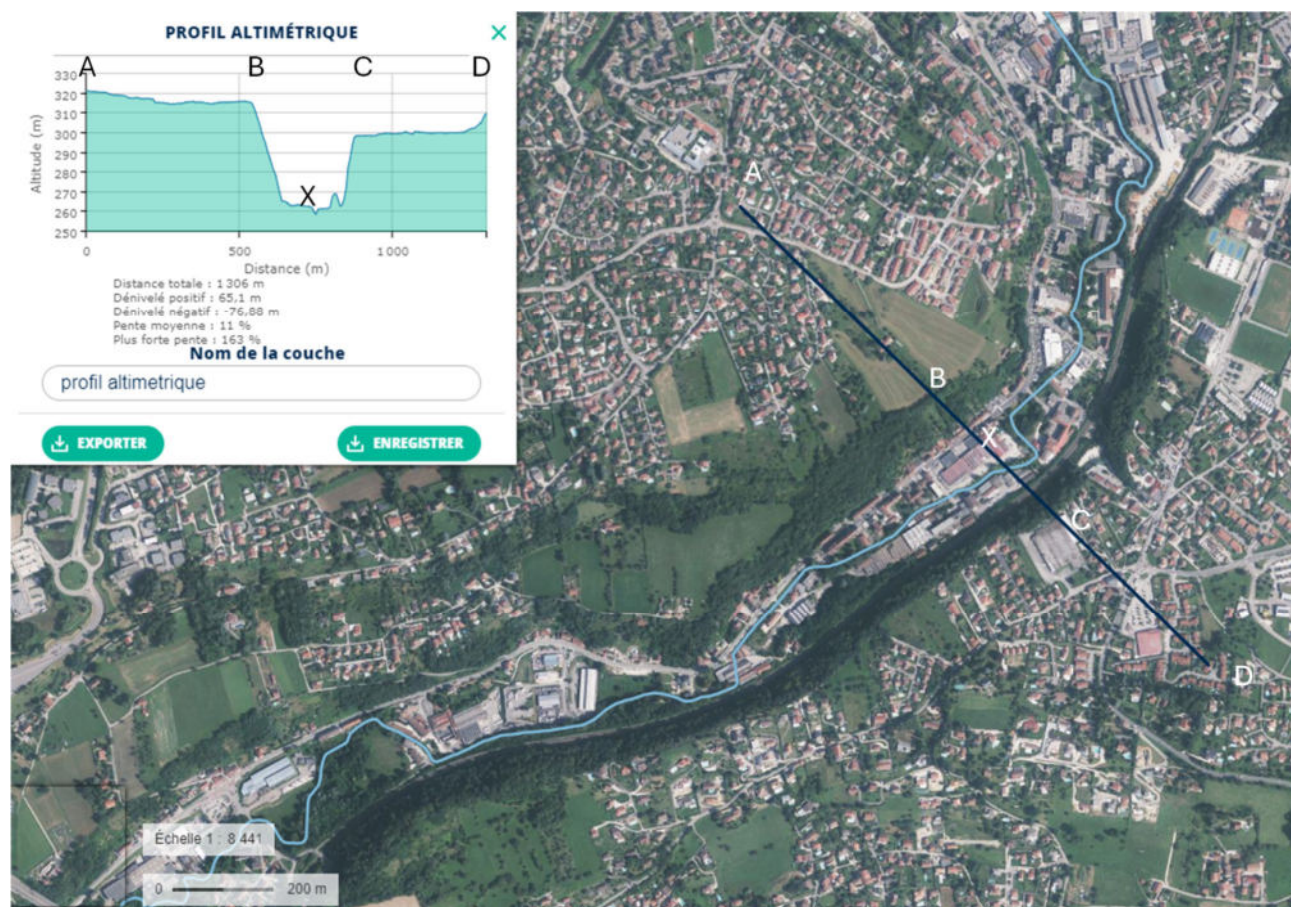 PROFIL ALTIMÉTRIQUE
A B C D
330
320
310
300
290
280
270
260
250
Altitude (m)
X
0 500 1 000
Distance (m)
Distance totale : 1 306 m
Dénivelé positif : 65,1 m
Dénivelé négatif : -76,88 m
Pente moyenne : 11 %
Plus forte pente : 163 %
Nom de la couche
profil altimetrique
EXPORTER
ENREGISTRER
A
B
X
C
D
Échelle 1 : 8 441
0 200 m